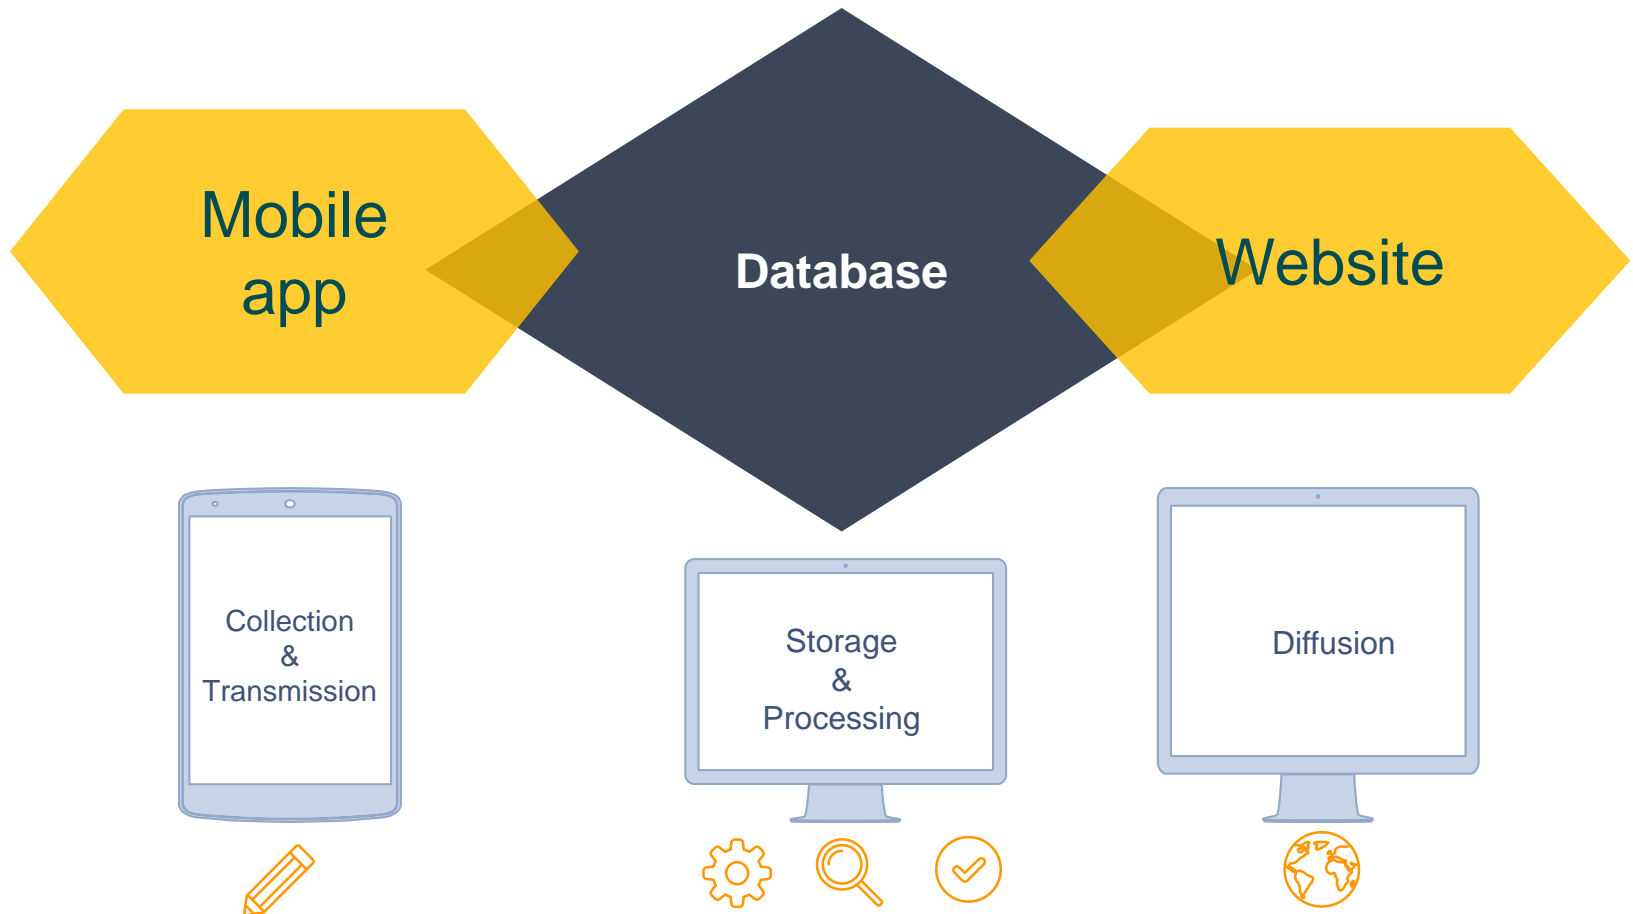 Mobile
app
Database
Website
Collection
&
Transmission
Storage
&
Processing
Diffusion